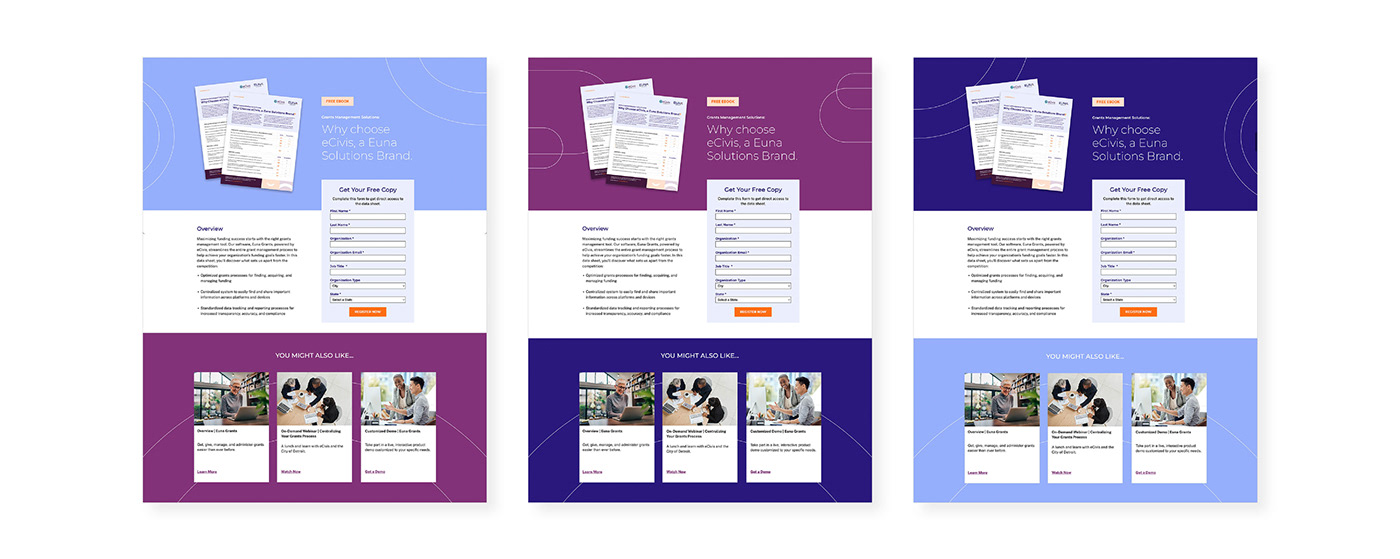 FREE EBOOK
Grants Management Solutions:
Why choose
eCivis, a Euna
Solutions Brand.
Get Your Free Copy
Complete this form to get direct access to
the data sheet.
First Name *
Last Name *
Organization *
Organization Email *
Job Title *
Organization Type
City
State *
Select a State
REGISTER NOW
Overview
Maximizing funding success starts with the right grants
management tool. Our software, Euna Grants, powered by
eCivis, streamlines the entire grant management process to
help achieve your organization's funding goals faster. In this
data sheet, you'll discover what sets us apart from the
competition:
• Optimized grants processes for finding, acquiring, and
managing funding
• Centralized system to easily find and share important
information across platforms and devices
• Standardized data tracking and reporting processes for
increased transparency, accuracy, and compliance
YOU MIGHT ALSO LIKE...
Overview | Euna Grants
Get, give, manage, and administer grants
easier than ever before.
Learn More
On-Demand Webinar | Centralizing
Your Grants Process
A lunch and learn with eCivis and the
City of Detroit.
Watch Now
Customized Demo | Euna Grants
Take part in a live, interactive product
demo customized to your specific needs.
Get a Demo
FREE EBOOK
Grants Management Solutions:
Why choose
eCivis, a Euna
Solutions Brand.
Get Your Free Copy
Complete this form to get direct access to
the data sheet.
First Name *
Last Name *
Organization *
Organization Email *
Job Title *
Organization Type
City
State *
Select a State
REGISTER NOW
Overview
Maximizing funding success starts with the right grants
management tool. Our software, Euna Grants, powered by
eCivis, streamlines the entire grant management process to
help achieve your organization's funding goals faster. In this
data sheet, you'll discover what sets us apart from the
competition:
• Optimized grants processes for finding, acquiring, and
managing funding
• Centralized system to easily find and share important
information across platforms and devices
• Standardized data tracking and reporting processes for
increased transparency, accuracy, and compliance
YOU MIGHT ALSO LIKE...
Overview | Euna Grants
Get, give, manage, and administer grants
easier than ever before.
Learn More
On-Demand Webinar | Centralizing
Your Grants Process
A lunch and learn with eCivis and the
City of Detroit.
Watch Now
Customized Demo | Euna Grants
Take part in a live, interactive product
demo customized to your specific needs.
Get a Demo
FREE EBOOK
Grants Management Solutions:
Why choose
eCivis, a Euna
Solutions Brand.
Get Your Free Copy
Complete this form to get direct access to
the data sheet.
First Name *
Last Name *
Organization *
Organization Email *
Job Title *
Organization Type
City
State *
Select a State
REGISTER NOW
Overview
Maximizing funding success starts with the right grants
management tool. Our software, Euna Grants, powered by
eCivis, streamlines the entire grant management process to
help achieve your organization's funding goals faster. In this
data sheet, you'll discover what sets us apart from the
competition:
• Optimized grants processes for finding, acquiring, and
managing funding
• Centralized system to easily find and share important
information across platforms and devices
• Standardized data tracking and reporting processes for
increased transparency, accuracy, and compliance
YOU MIGHT ALSO LIKE...
Overview | Euna Grants
Get, give, manage, and administer grants
easier than ever before.
Learn More
On-Demand Webinar | Centralizing
Your Grants Process
A lunch and learn with eCivis and the
City of Detroit.
Watch Now
Customized Demo | Euna Grants
Take part in a live, interactive product
demo customized to your specific needs.
Get a Demo